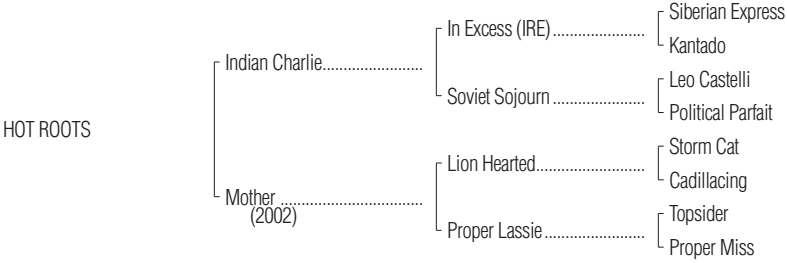 Siberian Express
In Excess (IRE)
Kantado
Indian Charlie
Leo Castelli
Soviet Sojourn
Political Parfait
HOT ROOTS
Storm Cat
Lion Hearted
Cadillacing
Mother
(2002)
Topsider
Proper Lassie
Proper Miss